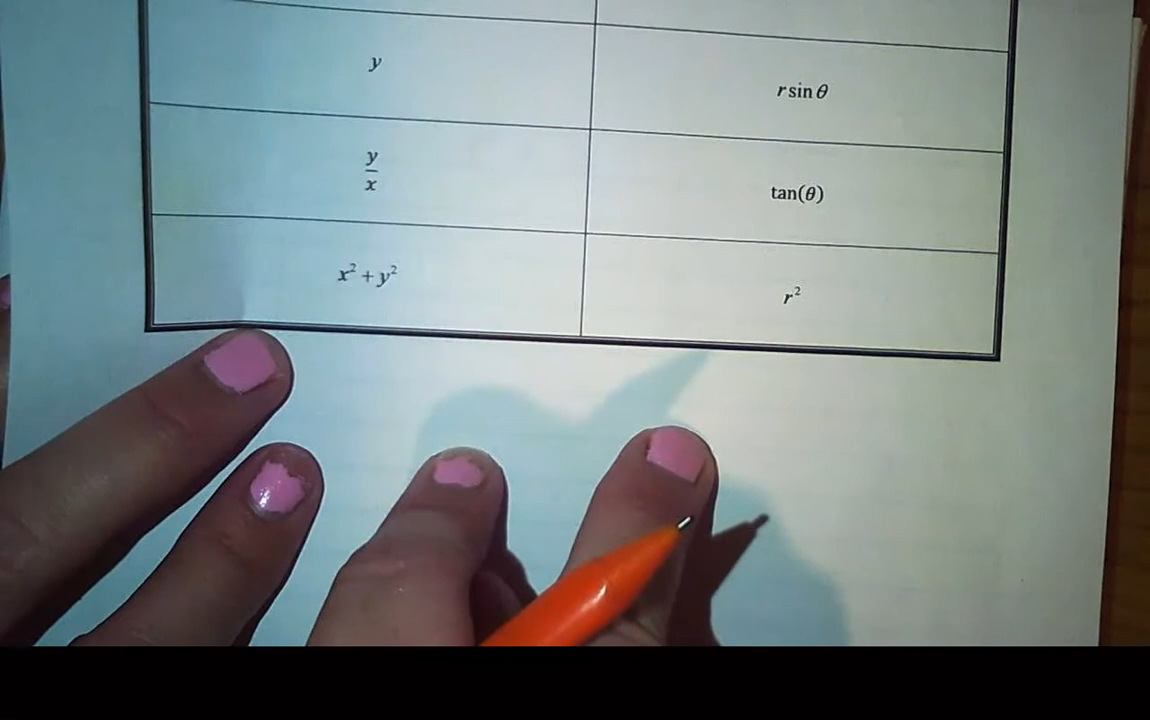 y
r sin θ
y/x
tan(θ)
x² + y²
r²